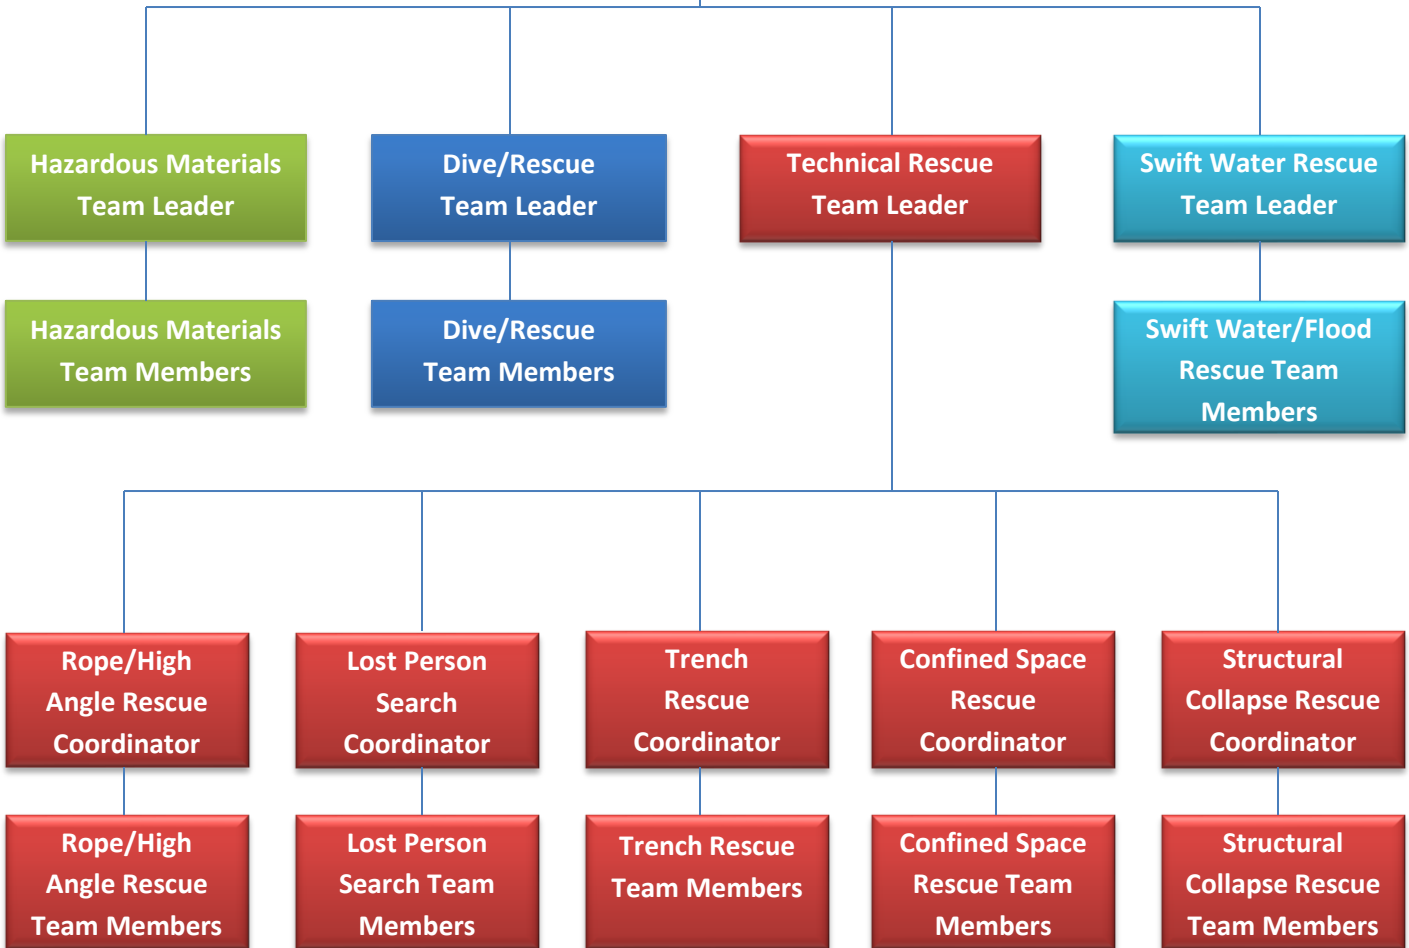 Hazardous Materials
Team Leader
Dive/Rescue
Team Leader
Technical Rescue
Team Leader
Swift Water Rescue
Team Leader
Hazardous Materials
Team Members
Dive/Rescue
Team Members
Swift Water/Flood
Rescue Team
Members
Rope/High
Angle Rescue
Coordinator
Lost Person
Search
Coordinator
Trench
Rescue
Coordinator
Confined Space
Rescue
Coordinator
Structural
Collapse Rescue
Coordinator
Rope/High
Angle Rescue
Team Members
Lost Person
Search Team
Members
Trench Rescue
Team Members
Confined Space
Rescue Team
Members
Structural
Collapse Rescue
Team Members